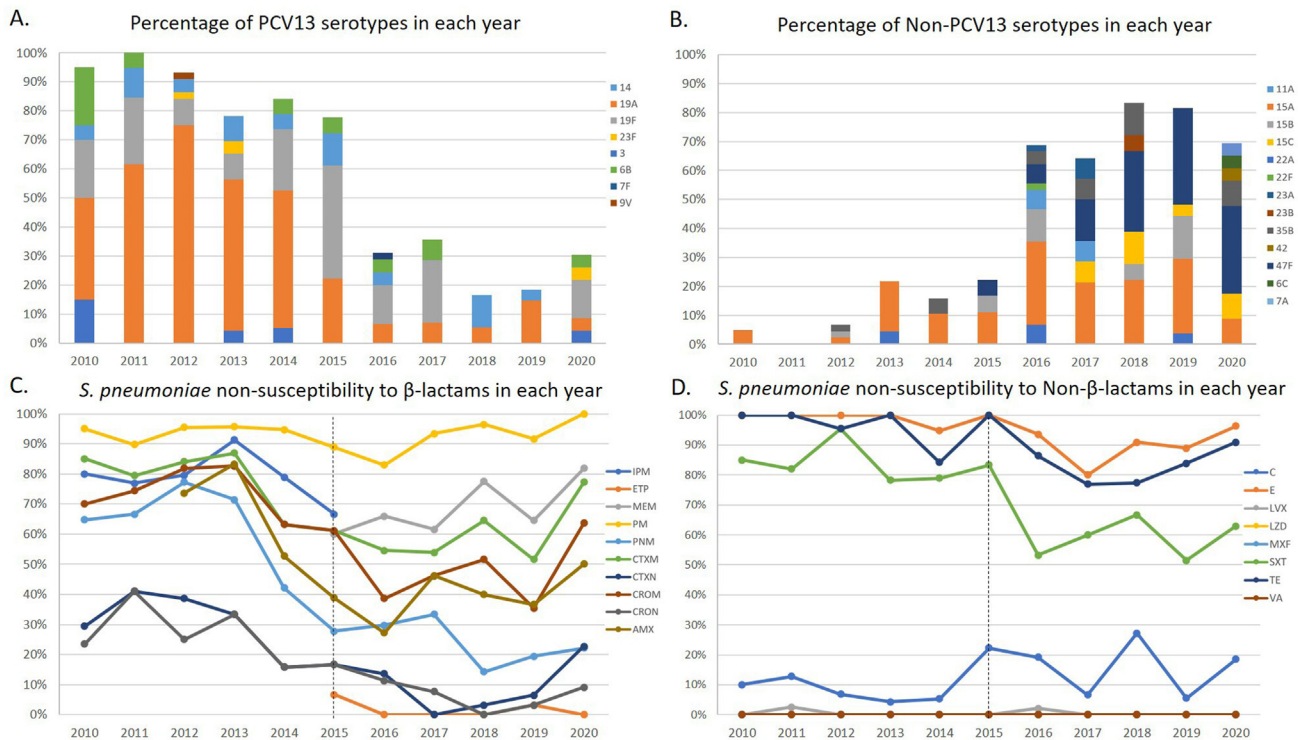 A.
Percentage of PCV13 serotypes in each year
100%
90%
80%
70%
60%
50%
40%
30%
20%
10%
0%
2010 2011 2012 2013 2014 2015 2016 2017 2018 2019 2020
14
19A
19F
23F
3
6B
7F
9V
B.
Percentage of Non-PCV13 serotypes in each year
100%
90%
80%
70%
60%
50%
40%
30%
20%
10%
0%
2010 2011 2012 2013 2014 2015 2016 2017 2018 2019 2020
11A
15A
15B
15C
22A
22F
23A
23B
35B
42
47F
6C
7A
C.
S. pneumoniae non-susceptibility to β-lactams in each year
100%
90%
80%
70%
60%
50%
40%
30%
20%
10%
0%
2010 2011 2012 2013 2014 2015 2016 2017 2018 2019 2020
IPM
ETP
MEM
PM
PNM
CTXM
CTXN
CROM
CRON
AMX
D.
S. pneumoniae non-susceptibility to Non-β-lactams in each year
100%
90%
80%
70%
60%
50%
40%
30%
20%
10%
0%
2010 2011 2012 2013 2014 2015 2016 2017 2018 2019 2020
C
E
LVX
LZD
MXF
SXT
TE
VA